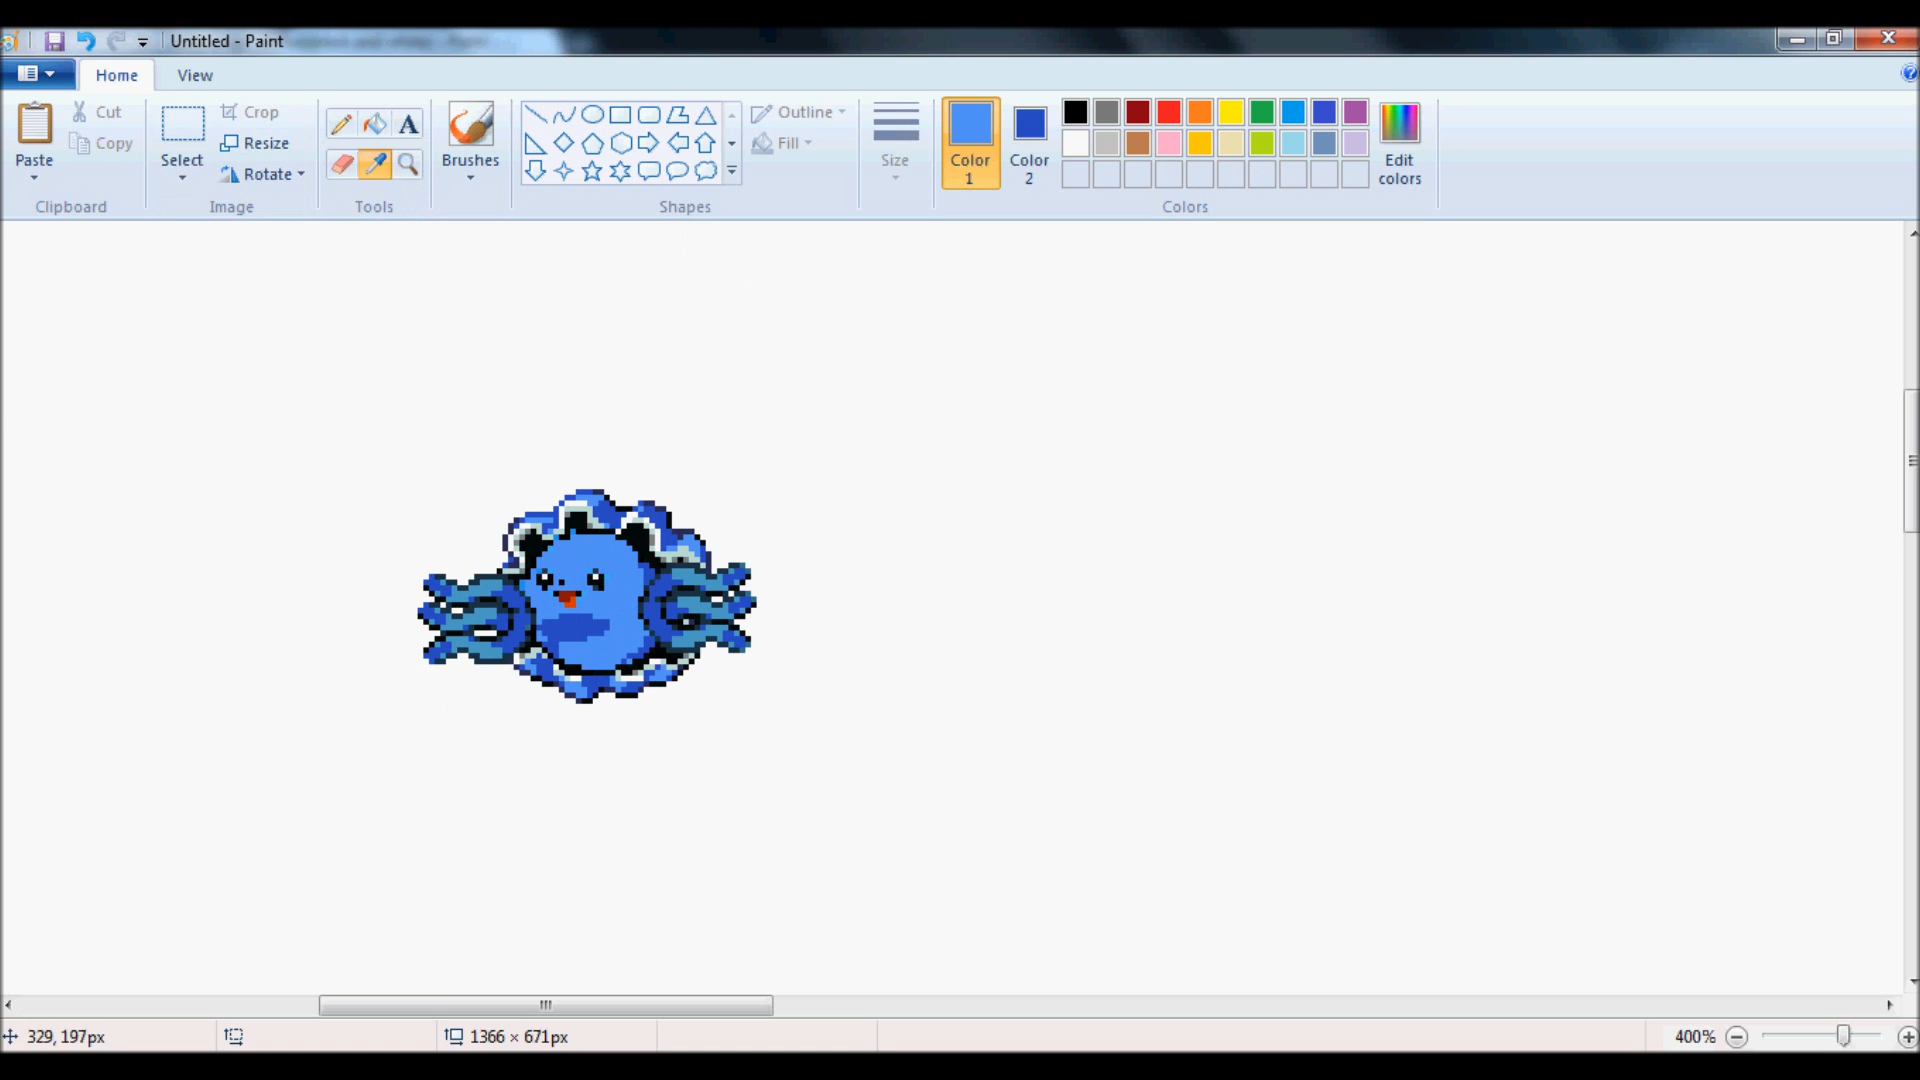 Untitled - Paint
Home View
Paste
Cut
Copy
Clipboard
Select
Crop
Resize
Rotate
Image
A
Tools
Brushes
Shapes
Outline
Fill
Size
Color 1
Color 2
Edit colors
Colors
329, 197px
1366 × 671px
400%